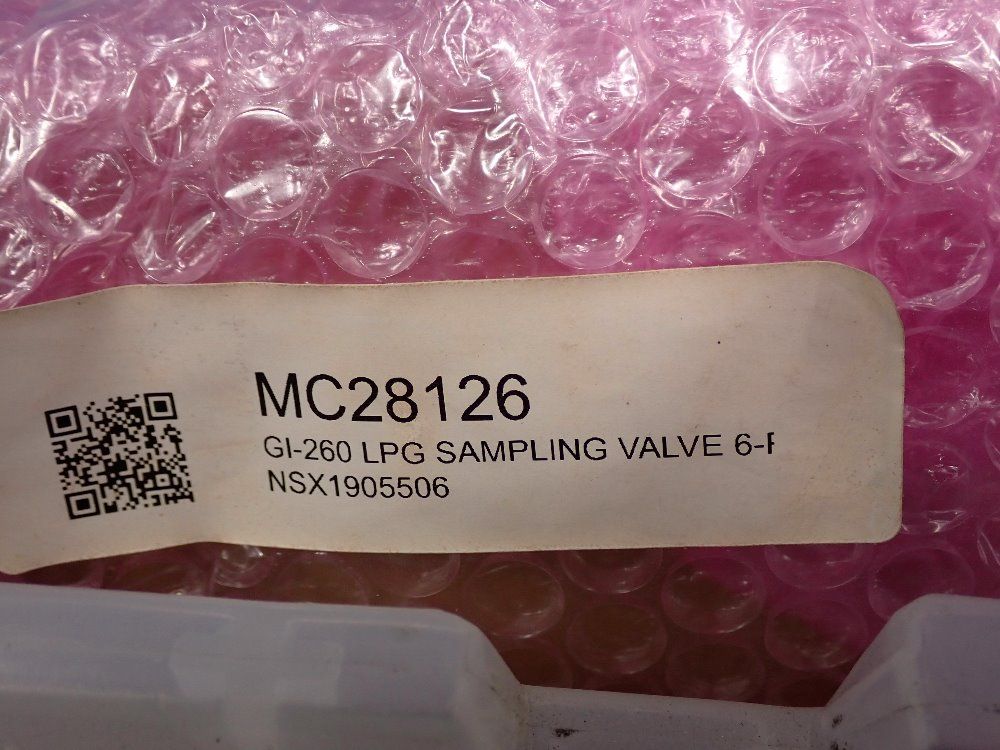 MC28126
GI-260 LPG SAMPLING VALVE 6-
NSX1905506